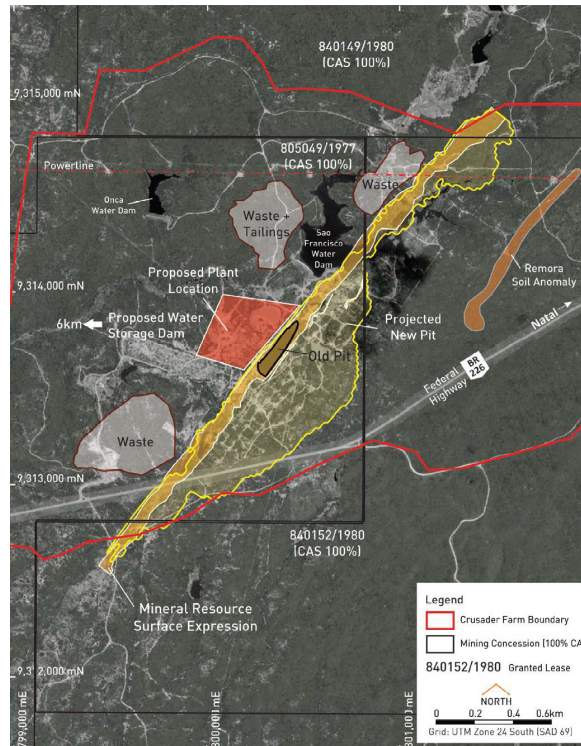 840149/1980
(CAS 100%)
9,315,000 mN
805049/1977
(CAS 100%)
Powerline
Waste
Onca
Water Dam
Waste +
Tailings
Sao
Francisco
Water
Dam
Remora
Soil Anomaly
Proposed Plant
Location
9,314,000 mN
Natal
6km
Proposed Water
Storage Dam
Projected
New Pit
Old Pit
BR
226
Federal
Highway
Waste
9,313,000 mN
840152/1980
(CAS 100%)
Mineral Resource
Surface Expression
9,312,000 mN
799,000 mE
800,000 mE
801,000 mE
Legend
Crusader Farm Boundary
Mining Concession (100% CA
840152/1980 Granted Lease
NORTH
0 0.2 0.4 0.6km
Grid: UTM Zone 24 South (SAD 69)